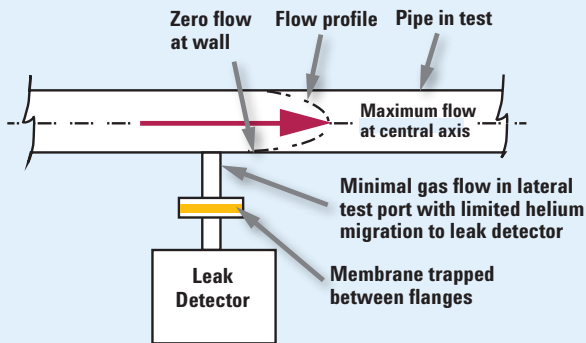 Zero flow
at wall
Flow profile
Pipe in test
Maximum flow
at central axis
Minimal gas flow in lateral
test port with limited helium
migration to leak detector
Membrane trapped
between flanges
Leak
Detector